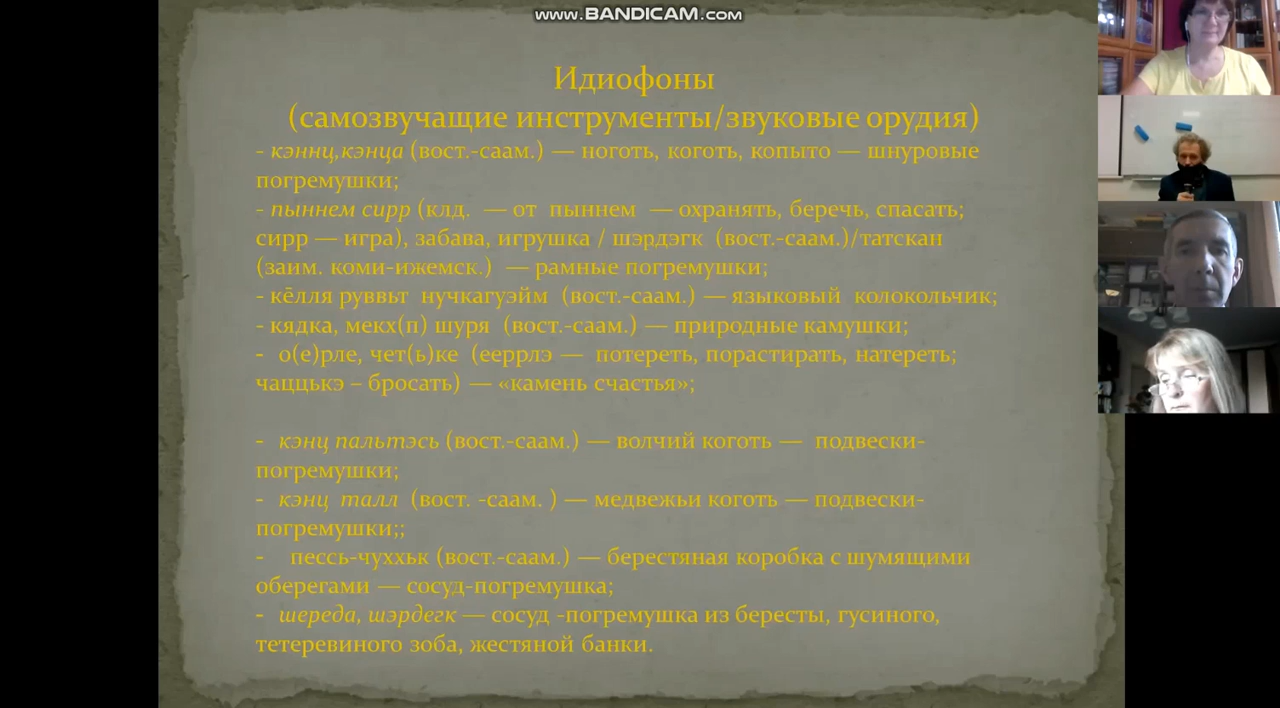 www.BANDICAM.com
Идиофоны
(самозвучащие инструменты/звуковые орудия)
- кэннц,кэнца (вост.-саам.) — ноготь, коготь, копыто — шнуровые
погремушки;
- пыннем сирр (клд. — от пыннем — охранять, беречь, спасать;
сирр — игра), забава, игрушка / шэрдэгк (вост.-саам.)/татскан
(заим. коми-ижемск.) — рамные погремушки;
- кēлля руввьт нучкагуэйм (вост.-саам.) — языковый колокольчик;
- кядка, мекх(п) шуря (вост.-саам.) — природные камушки;
- о(е)рле, чет(ь)ке (ееррлэ — потереть, порастирать, натереть;
чаццькэ – бросать) — «камень счастья»;
- кэнц пальтэсь (вост.-саам.) — волчий коготь — подвески-
погремушки;
- кэнц талл (вост. -саам. ) — медвежьи коготь — подвески-
погремушки;;
- пессь-чуххьк (вост.-саам.) — берестяная коробка с шумящими
оберегами — сосуд-погремушка;
- шереда, шэрдегк — сосуд -погремушка из бересты, гусиного,
тетеревиного зоба, жестяной банки.